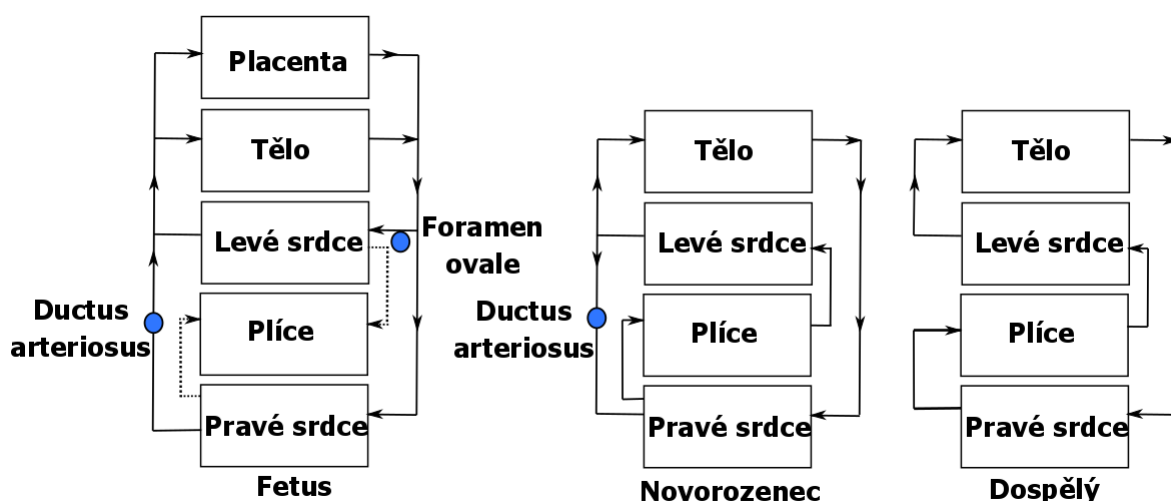 Placenta
Tělo
Levé srdce
Foramen
ovale
Ductus
arteriosus
Plíce
Pravé srdce
Fetus
Tělo
Levé srdce
Ductus
arteriosus
Plíce
Pravé srdce
Novorozenec
Tělo
Levé srdce
Plíce
Pravé srdce
Dospělý